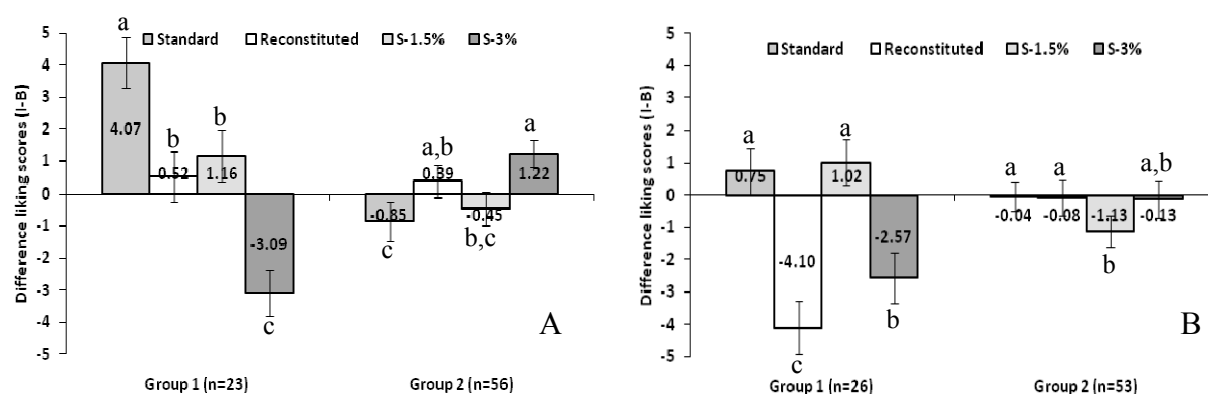 Difference liking scores (I-B)
5
4
3
2
1
0
-1
-2
-3
-4
-5
Standard Reconstituted S-1.5% S-3%
a
b
b
c
c
a,b
b,c
a
4.07
0.52
1.16
-3.09
-0.85
0.39
-0.45
1.22
A
Group 1 (n=23) Group 2 (n=56)
Difference liking scores (I-B)
5
4
3
2
1
0
-1
-2
-3
-4
-5
Standard Reconstituted S-1.5% S-3%
a
c
a
b
a
a
b
a,b
0.75
-4.10
1.02
-2.57
-0.04
-0.08
-1.13
-0.13
B
Group 1 (n=26) Group 2 (n=53)